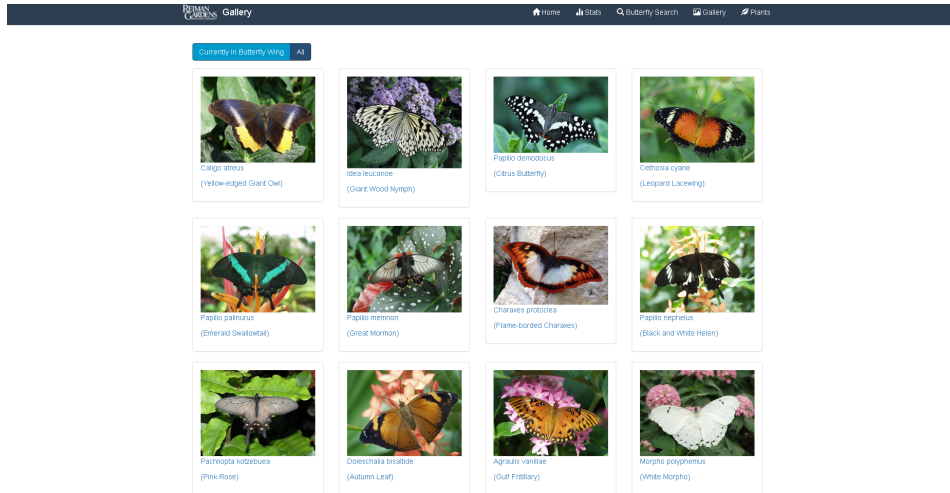 REIMAN GARDENS Gallery Home Stats Butterfly Search Gallery Plants
Currently In Butterfly Wing All
Caligo atreus
(Yellow-edged Giant Owl)
Idea leuconoe
(Giant Wood Nymph)
Papilio demodocus
(Citrus Butterfly)
Cethosia cyane
(Leopard Lacewing)
Papilio palinurus
(Emerald Swallowtail)
Papilio memnon
(Great Mormon)
Charaxes protoclea
(Flame-borded Charaxes)
Papilio nephelus
(Black and White Helen)
Pachliopta kotzebuea
(Pink Rose)
Doleschalia bisaltide
(Autumn Leaf)
Agraulis vanillae
(Gulf Fritillary)
Morpho polyphemus
(White Morpho)